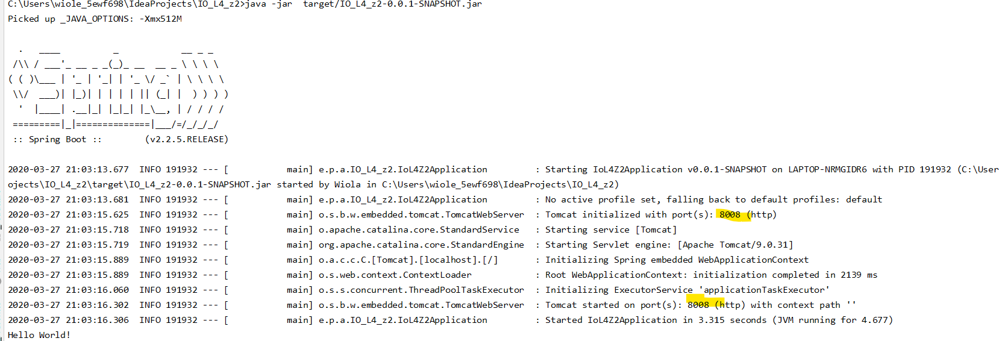 C:\Users\wiole_5ewf698\IdeaProjects\IO_L4_z2>java -jar  target/IO_L4_z2-0.0.1-SNAPSHOT.jar
Picked up _JAVA_OPTIONS: -Xmx512M
  .   ____          _            __ _ _
 /\\ / ___'_ __ _ _(_)_ __  __ _ \ \ \ \
( ( )\___ | '_ | '_| | '_ \/ _` | \ \ \ \
 \\/  ___)| |_)| | | | | || (_| |  ) ) ) )
  '  |____| .__|_| |_|_| |_\__, | / / / /
 =========|_|==============|___/=/_/_/_/
 :: Spring Boot ::        (v2.2.5.RELEASE)
2020-03-27 21:03:13.677  INFO 191932 --- [           main] e.p.a.IO_L4_z2.IoL4Z2Application         : Starting IoL4Z2Application v0.0.1-SNAPSHOT on LAPTOP-NRMGIDR6 with PID 191932 (C:\User
ojects\IO_L4_z2\target\IO_L4_z2-0.0.1-SNAPSHOT.jar started by Wiola in C:\Users\wiole_5ewf698\IdeaProjects\IO_L4_z2)
2020-03-27 21:03:13.681  INFO 191932 --- [           main] e.p.a.IO_L4_z2.IoL4Z2Application         : No active profile set, falling back to default profiles: default
2020-03-27 21:03:15.625  INFO 191932 --- [           main] o.s.b.w.embedded.tomcat.TomcatWebServer  : Tomcat initialized with port(s): 8008 (http)
2020-03-27 21:03:15.718  INFO 191932 --- [           main] o.apache.catalina.core.StandardService   : Starting service [Tomcat]
2020-03-27 21:03:15.719  INFO 191932 --- [           main] org.apache.catalina.core.StandardEngine  : Starting Servlet engine: [Apache Tomcat/9.0.31]
2020-03-27 21:03:15.889  INFO 191932 --- [           main] o.a.c.c.C.[Tomcat].[localhost].[/]       : Initializing Spring embedded WebApplicationContext
2020-03-27 21:03:15.889  INFO 191932 --- [           main] o.s.web.context.ContextLoader            : Root WebApplicationContext: initialization completed in 2139 ms
2020-03-27 21:03:16.060  INFO 191932 --- [           main] o.s.s.concurrent.ThreadPoolTaskExecutor  : Initializing ExecutorService 'applicationTaskExecutor'
2020-03-27 21:03:16.302  INFO 191932 --- [           main] o.s.b.w.embedded.tomcat.TomcatWebServer  : Tomcat started on port(s): 8008 (http) with context path ''
2020-03-27 21:03:16.306  INFO 191932 --- [           main] e.p.a.IO_L4_z2.IoL4Z2Application         : Started IoL4Z2Application in 3.315 seconds (JVM running for 4.677)
Hello World!